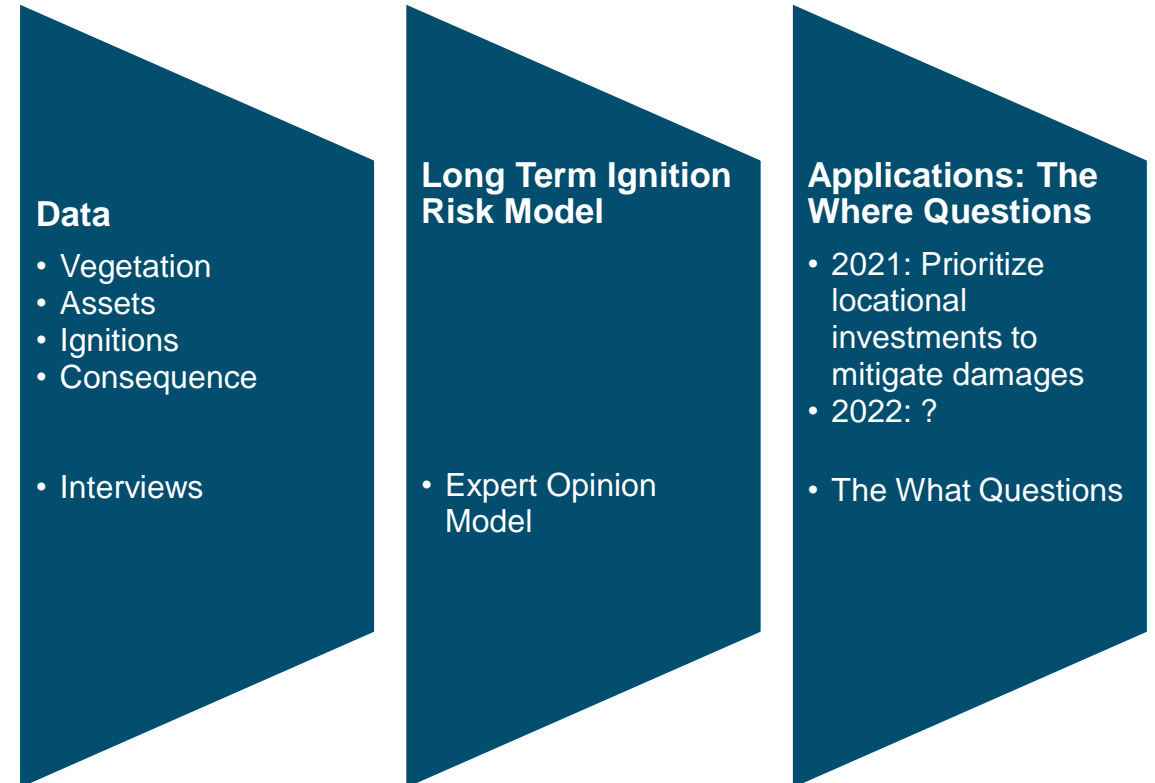 Data
• Vegetation
• Assets
• Ignitions
• Consequence
• Interviews
Long Term Ignition
Risk Model
• Expert Opinion
Model
Applications: The
Where Questions
• 2021: Prioritize
locational
investments to
mitigate damages
• 2022: ?
• The What Questions